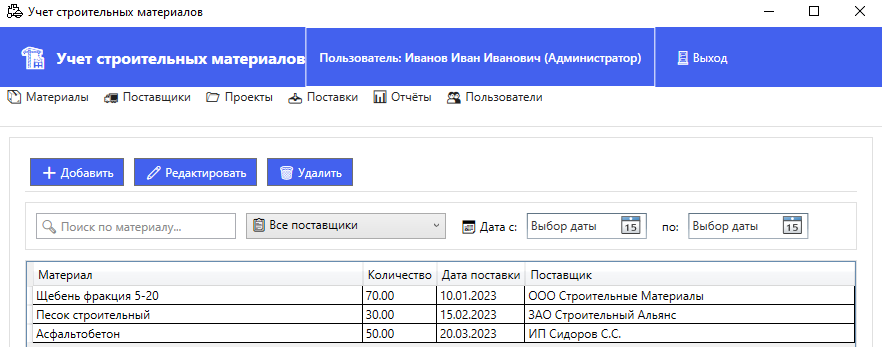 Учет строительных материалов
Учет строительных материалов Пользователь: Иванов Иван Иванович (Администратор) Выход
Материалы Поставщики Проекты Поставки Отчёты Пользователи
Добавить Редактировать Удалить
Поиск по материалу... Все поставщики Дата с: Выбор даты 15 по: Выбор даты 15
Материал Количество Дата поставки Поставщик
Щебень фракция 5-20 70.00 10.01.2023 ООО Строительные Материалы
Песок строительный 30.00 15.02.2023 ЗАО Строительный Альянс
Асфальтобетон 50.00 20.03.2023 ИП Сидоров С.С.